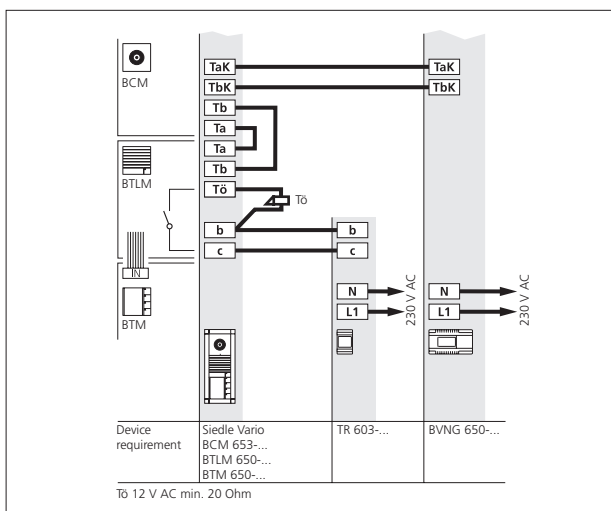 BCM
TaK
TaK
TbK
TbK
Tb
Ta
BTLM
Ta
Tb
Tö
Tö
b
b
c
c
IN
BTM
N
230 V AC
N
230 V AC
L1
L1
Device requirement
Siedle Vario
BCM 653-...
BTLM 650-...
BTM 650-...
TR 603-...
BVNG 650-...
Tö 12 V AC min. 20 Ohm